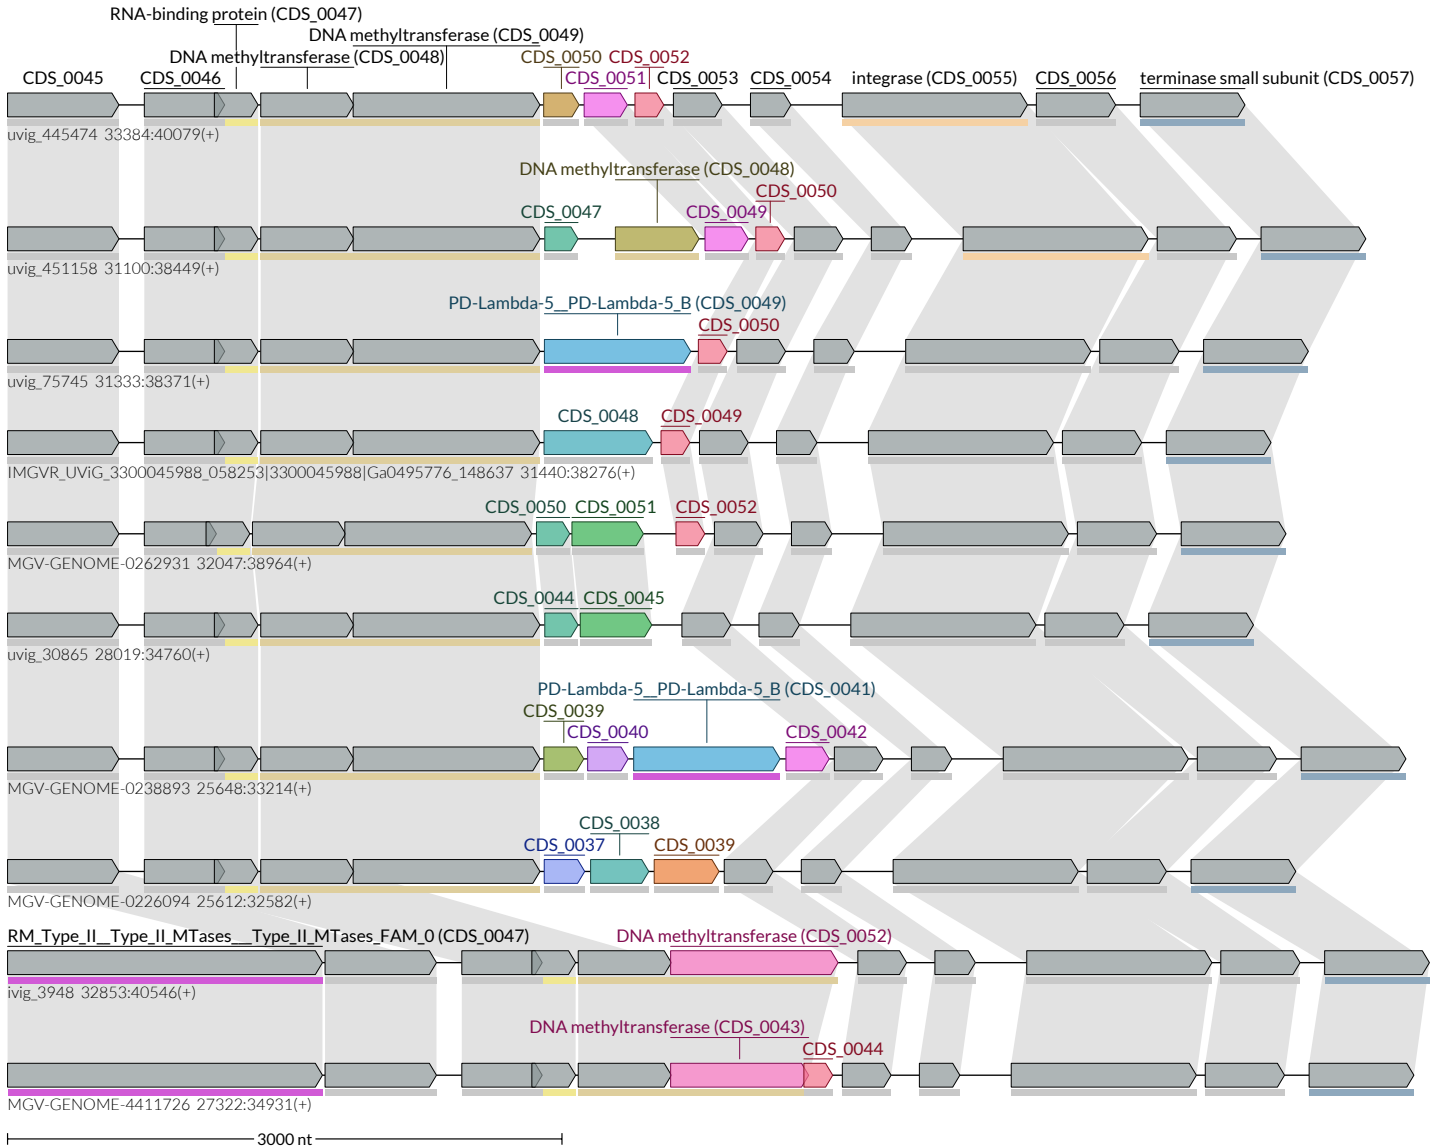 RNA-binding protein (CDS_0047)
DNA methyltransferase (CDS_0049)
DNA methyltransferase (CDS_0048) CDS_0050 CDS_0052
CDS_0045 CDS_0046 CDS_0051 CDS_0053 CDS_0054 integrase (CDS_0055) CDS_0056 terminase small subunit (CDS_0057)
uvig_445474 33384:40079(+)
DNA methyltransferase (CDS_0048)
CDS_0050
CDS_0047 CDS_0049
uvig_451158 31100:38449(+)
PD-Lambda-5__PD-Lambda-5_B (CDS_0049)
CDS_0050
uvig_75745 31333:38371(+)
CDS_0048 CDS_0049
IMGVR_UViG_3300045988_058253|3300045988|Ga0495776_148637 31440:38276(+)
CDS_0050 CDS_0051 CDS_0052
MGV-GENOME-0262931 32047:38964(+)
CDS_0044 CDS_0045
uvig_30865 28019:34760(+)
PD-Lambda-5__PD-Lambda-5_B (CDS_0041)
CDS_0039
CDS_0040 CDS_0042
MGV-GENOME-0238893 25648:33214(+)
CDS_0038
CDS_0037 CDS_0039
MGV-GENOME-0226094 25612:32582(+)
RM_Type_II__Type_II_MTases___Type_II_MTases_FAM_0 (CDS_0047) DNA methyltransferase (CDS_0052)
ivig_3948 32853:40546(+)
DNA methyltransferase (CDS_0043)
CDS_0044
MGV-GENOME-4411726 27322:34931(+)
3000 nt